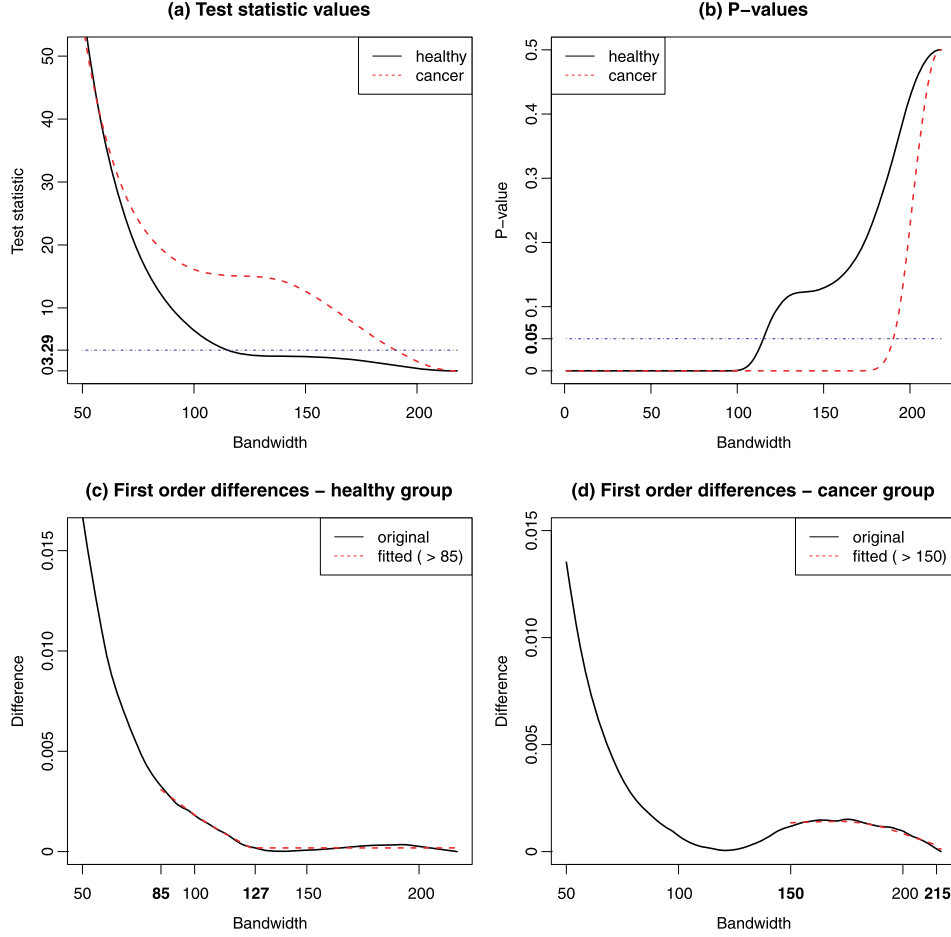 (a) Test statistic values
healthy
cancer
Test statistic
50
40
30
20
10
3.29
0
50 100 150 200
Bandwidth
(b) P−values
healthy
cancer
P−value
0.5
0.4
0.3
0.2
0.1
0.05
0
0 50 100 150 200
Bandwidth
(c) First order differences − healthy group
original
fitted ( > 85)
Difference
0.015
0.010
0.005
0
50 85 100 127 150 200
Bandwidth
(d) First order differences − cancer group
original
fitted ( > 150)
Difference
0.015
0.010
0.005
0
50 100 150 200 215
Bandwidth